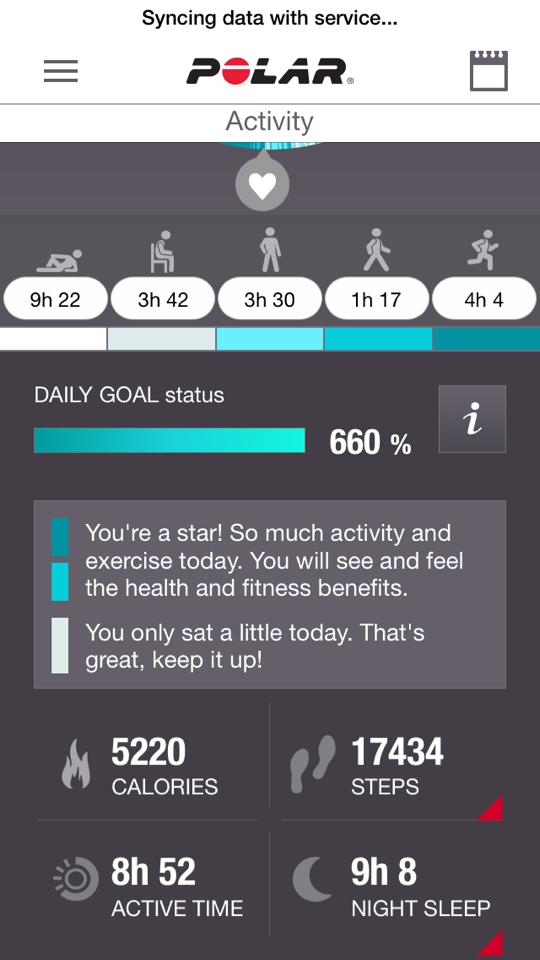 Syncing data with service...
POLAR®
Activity
9h 22 3h 42 3h 30 1h 17 4h 4
DAILY GOAL status
660 %
i
You're a star! So much activity and
exercise today. You will see and feel
the health and fitness benefits.
You only sat a little today. That's
great, keep it up!
5220
CALORIES
17434
STEPS
8h 52
ACTIVE TIME
9h 8
NIGHT SLEEP